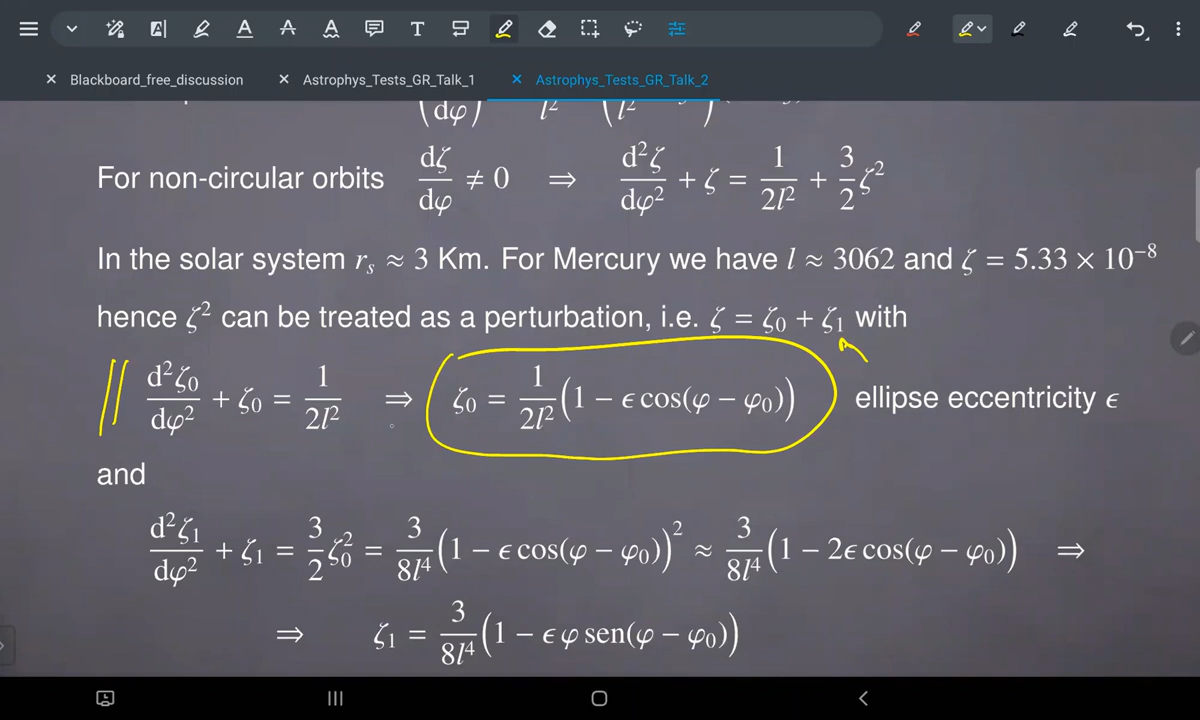 Blackboard_free_discussion Astrophys_Tests_GR_Talk_1 Astrophys_Tests_GR_Talk_2
(dφ) l² (l² )
For non-circular orbits dζ/dφ ≠ 0 ⇒ d²ζ/dφ² + ζ = 1/2l² + 3/2 ζ²
In the solar system rₛ ≈ 3 Km. For Mercury we have l ≈ 3062 and ζ = 5.33 × 10⁻⁸
hence ζ² can be treated as a perturbation, i.e. ζ = ζ₀ + ζ₁ with
d²ζ₀/dφ² + ζ₀ = 1/2l² ⇒ ζ₀ = 1/2l² (1 − ϵ cos(φ − φ₀)) ellipse eccentricity ϵ
and
d²ζ₁/dφ² + ζ₁ = 3/2 ζ₀² = 3/8l⁴ (1 − ϵ cos(φ − φ₀))² ≈ 3/8l⁴ (1 − 2ϵ cos(φ − φ₀)) ⇒
⇒ ζ₁ = 3/8l⁴ (1 − ϵ φ sen(φ − φ₀))